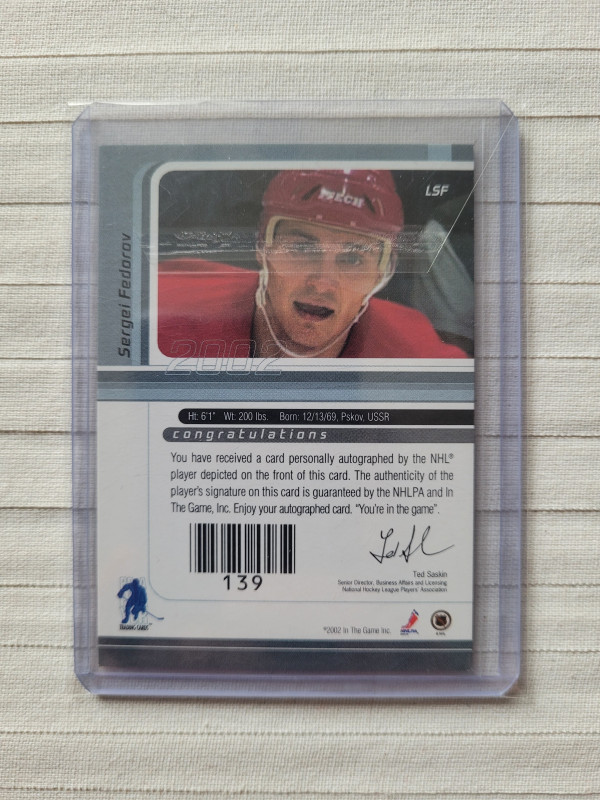 LSF
Sergei Fedorov
2002
Ht: 6'1" Wt: 200 lbs. Born: 12/13/69, Pskov, USSR
congratulations
You have received a card personally autographed by the NHL®
player depicted on the front of this card. The authenticity of
the player's signature on this card is guaranteed by the NHLPA and In
The Game, Inc. Enjoy your autographed card. "You're in the game".
139
Ted Saskin
Senior Director, Business Affairs and Licensing
National Hockey League Players' Association
TRADING CARDS
©2002 In The Game Inc.